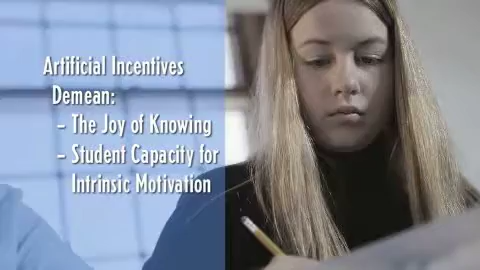 Artificial Incentives
Demean:
– The Joy of Knowing
– Student Capacity for
Intrinsic Motivation